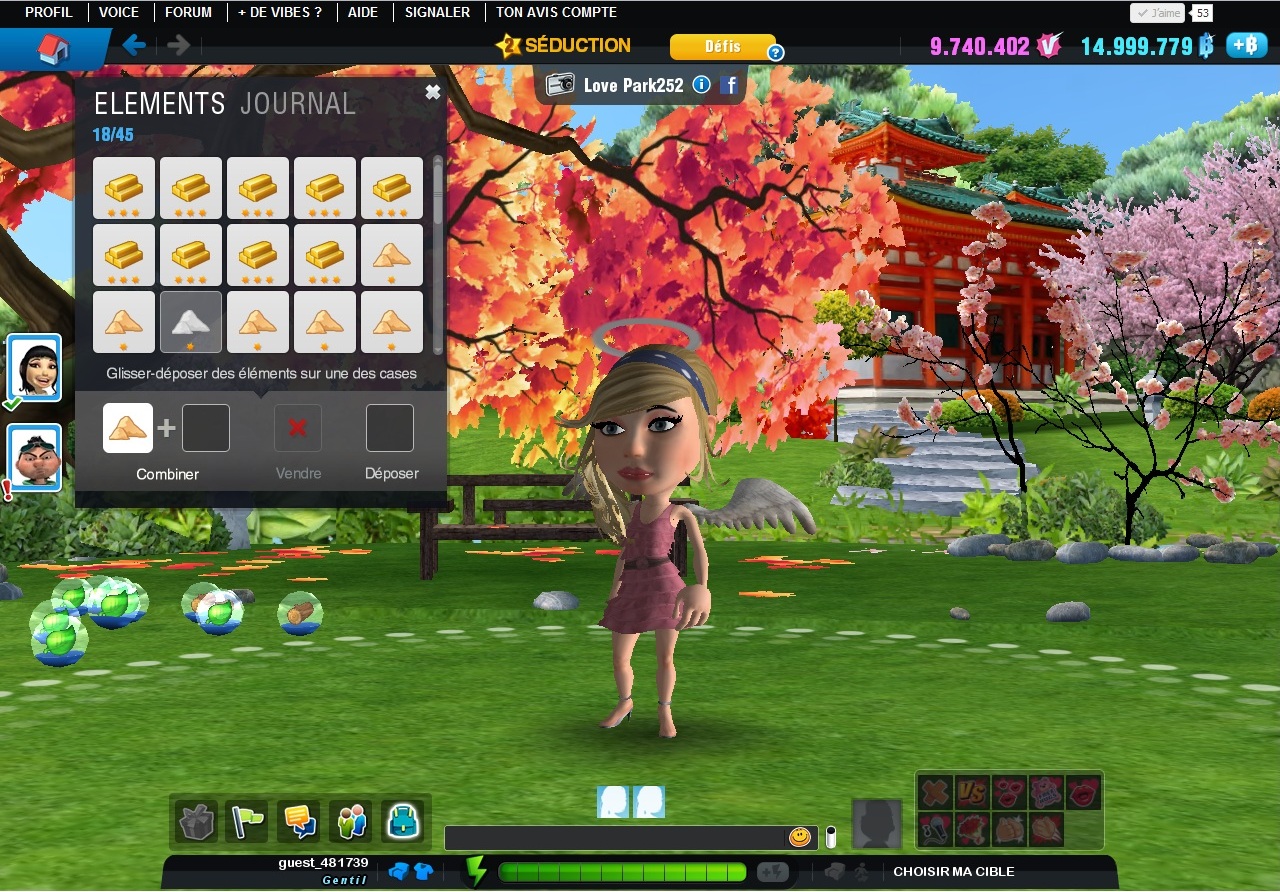 PROFIL VOICE FORUM + DE VIBES ? AIDE SIGNALER TON AVIS COMPTE J'aime 53
2 SÉDUCTION Défis ? 9.740.402 V 14.999.779 ฿ +฿
Love Park252 i f
ELEMENTS JOURNAL
18/45
Glisser-déposer des éléments sur une des cases
+
Combiner Vendre Déposer
VS
guest_481739
Gentil
CHOISIR MA CIBLE